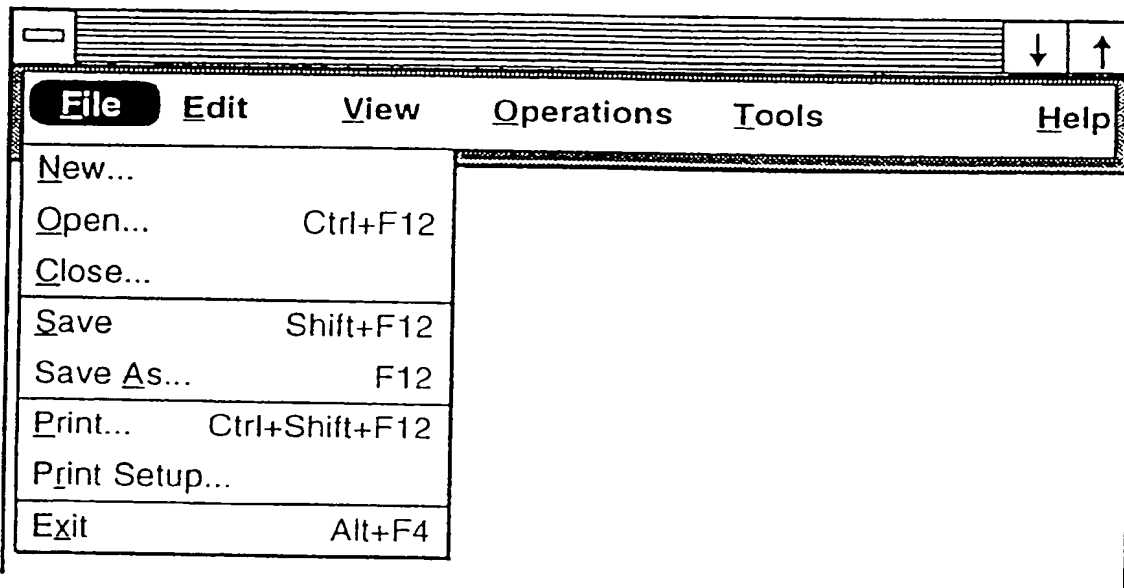 File Edit View Operations Tools Help
New...
Open... Ctrl+F12
Close...
Save Shift+F12
Save As... F12
Print... Ctrl+Shift+F12
Print Setup...
Exit Alt+F4